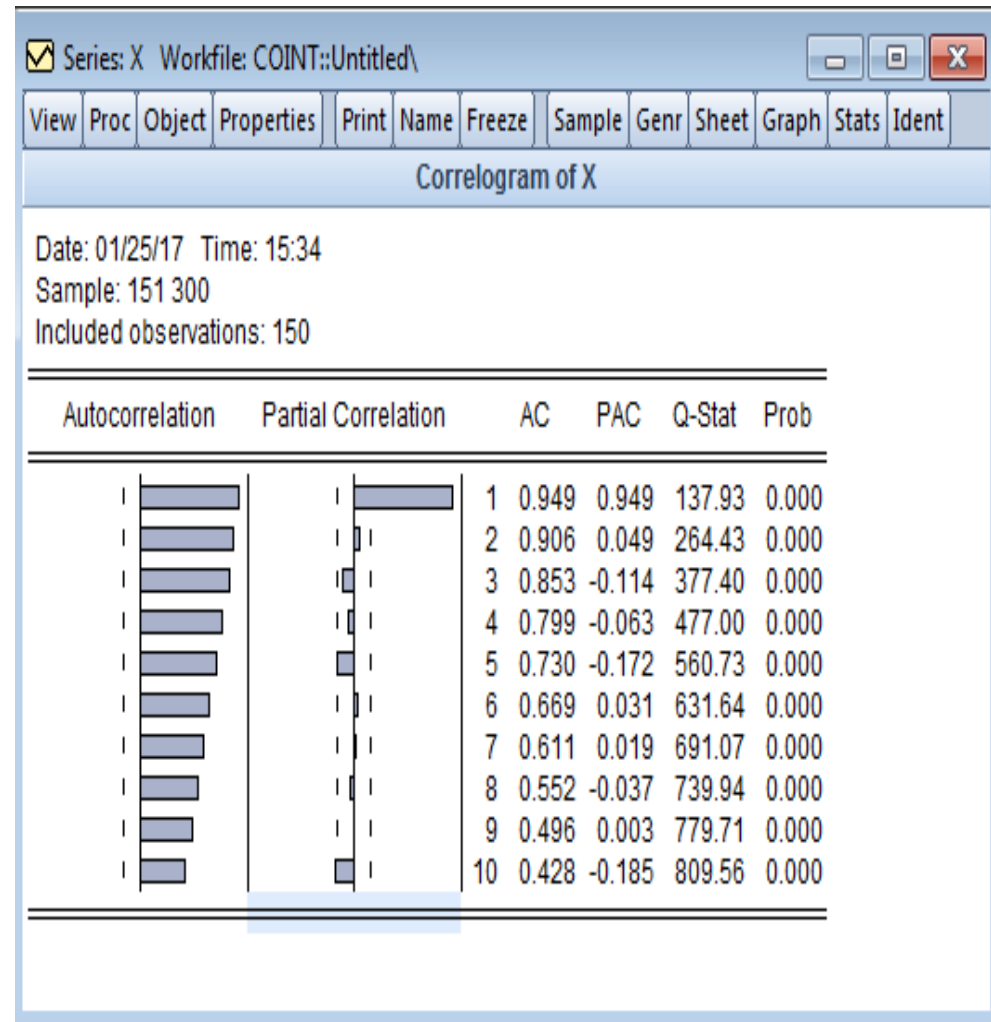 Series: X Workfile: COINT::Untitled\
View Proc Object Properties Print Name Freeze Sample Genr Sheet Graph Stats Ident
Correlogram of X
Date: 01/25/17 Time: 15:34
Sample: 151 300
Included observations: 150
Autocorrelation Partial Correlation AC PAC Q-Stat Prob
1 0.949 0.949 137.93 0.000
2 0.906 0.049 264.43 0.000
3 0.853 -0.114 377.40 0.000
4 0.799 -0.063 477.00 0.000
5 0.730 -0.172 560.73 0.000
6 0.669 0.031 631.64 0.000
7 0.611 0.019 691.07 0.000
8 0.552 -0.037 739.94 0.000
9 0.496 0.003 779.71 0.000
10 0.428 -0.185 809.56 0.000